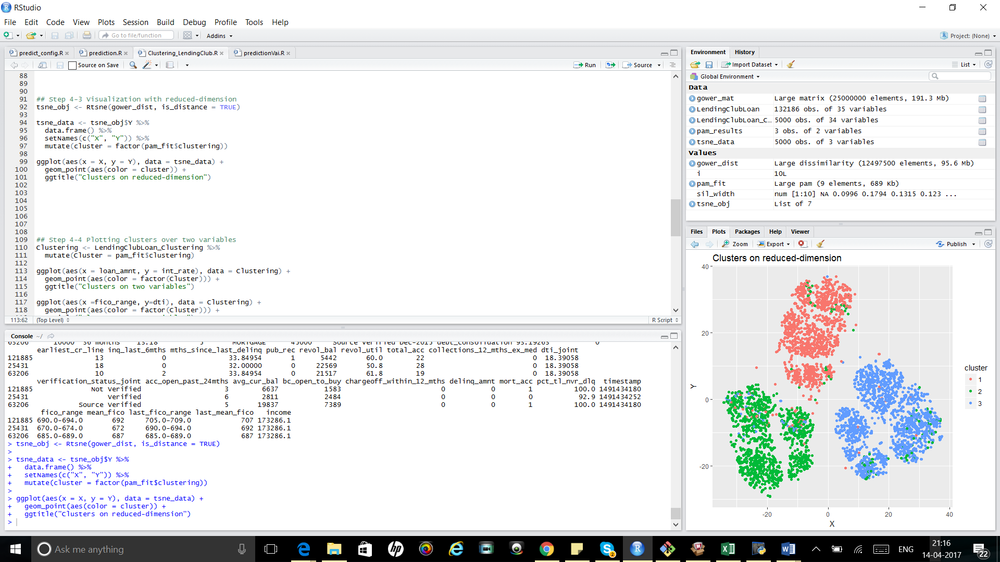 RStudio
File Edit Code View Plots Session Build Debug Profile Tools Help
Go to file/function Addins Project: (None)
predict_config.R prediction.R Clustering_LendingClub.R predictionVai.R
Source on Save Run Source
88
89
90
91 ## Step 4-3 Visualization with reduced-dimension
92 tsne_obj <- Rtsne(gower_dist, is_distance = TRUE)
93
94 tsne_data <- tsne_obj$Y %>%
95 data.frame() %>%
96 setNames(c("X", "Y")) %>%
97 mutate(cluster = factor(pam_fit$clustering))
98
99 ggplot(aes(x = X, y = Y), data = tsne_data) +
100 geom_point(aes(color = cluster)) +
101 ggtitle("Clusters on reduced-dimension")
102
103
104
105
106
107
108
109 ## Step 4-4 Plotting clusters over two variables
110 Clustering <- LendingClubLoan_Clustering %>%
111 mutate(Cluster = pam_fit$clustering)
112
113 ggplot(aes(x = loan_amnt, y = int_rate), data = Clustering) +
114 geom_point(aes(color = factor(Cluster))) +
115 ggtitle("Clusters on two variables")
116
117 ggplot(aes(x =fico_range, y=dti), data = Clustering) +
118 geom_point(aes(color = factor(Cluster))) +
113:62 (Top Level) R Script
Console ~/
63206 10000 36 months 13.18 5 MORTGAGE 45000 Source Verified Dec-2015 debt_consolidation 93.19263 0
earliest_cr_line inq_last_6mths mths_since_last_delinq pub_rec revol_bal revol_util total_acc collections_12_mths_ex_med dti_joint
121885 13 0 33.84954 1 5442 60.0 22 0 18.39058
25431 18 0 32.00000 0 22569 50.8 28 0 18.39058
63206 10 2 33.84954 0 21517 61.8 19 0 18.39058
verification_status_joint acc_open_past_24mths avg_cur_bal bc_open_to_buy chargeoff_within_12_mths delinq_amnt mort_acc pct_tl_nvr_dlq timestamp
121885 Not Verified 3 6637 1583 0 0 1 100.0 1491434180
25431 Verified 6 2811 2484 0 0 0 92.9 1491434252
63206 Source Verified 5 19837 7389 0 0 1 100.0 1491434180
fico_range mean_fico last_fico_range last_mean_fico income
121885 690.0-694.0 692 705.0-709.0 707 173286.1
25431 670.0-674.0 672 690.0-694.0 692 173286.1
63206 685.0-689.0 687 685.0-689.0 687 173286.1
> tsne_obj <- Rtsne(gower_dist, is_distance = TRUE)
>
> tsne_data <- tsne_obj$Y %>%
+ data.frame() %>%
+ setNames(c("X", "Y")) %>%
+ mutate(cluster = factor(pam_fit$clustering))
>
> ggplot(aes(x = X, y = Y), data = tsne_data) +
+ geom_point(aes(color = cluster)) +
+ ggtitle("Clusters on reduced-dimension")
>
Environment History
Import Dataset List
Global Environment
Data
gower_mat Large matrix (25000000 elements, 191.3 Mb)
LendingClubLoan 132186 obs. of 35 variables
LendingClubLoan_C… 5000 obs. of 34 variables
pam_results 3 obs. of 2 variables
tsne_data 5000 obs. of 3 variables
Values
gower_dist Large dissimilarity (12497500 elements, 95.6 Mb)
i 10L
pam_fit Large pam (9 elements, 689 Kb)
sil_width num [1:10] NA 0.0996 0.1794 0.1315 0.123 ...
tsne_obj List of 7
Files Plots Packages Help Viewer
Zoom Export Publish
Clusters on reduced-dimension
40
20
0
-20
Y
-20 0 20 40
X
cluster
1
2
3
Ask me anything
hp
2
ENG
21:16
14-04-2017
22